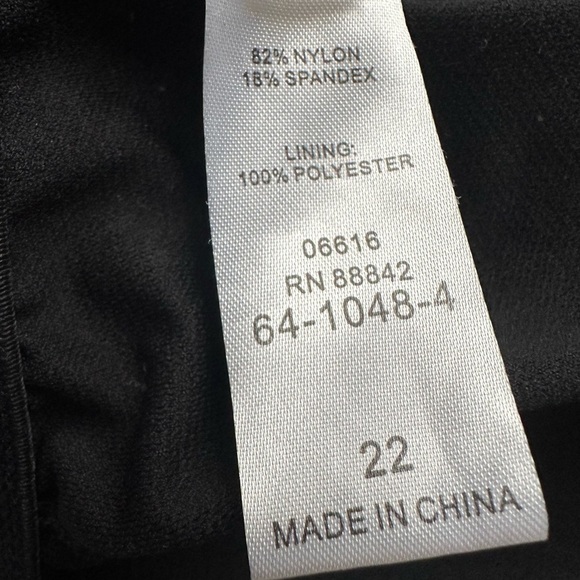 82% NYLON
18% SPANDEX
LINING:
100% POLYESTER
06616
RN 88842
64-1048-4
22
MADE IN CHINA